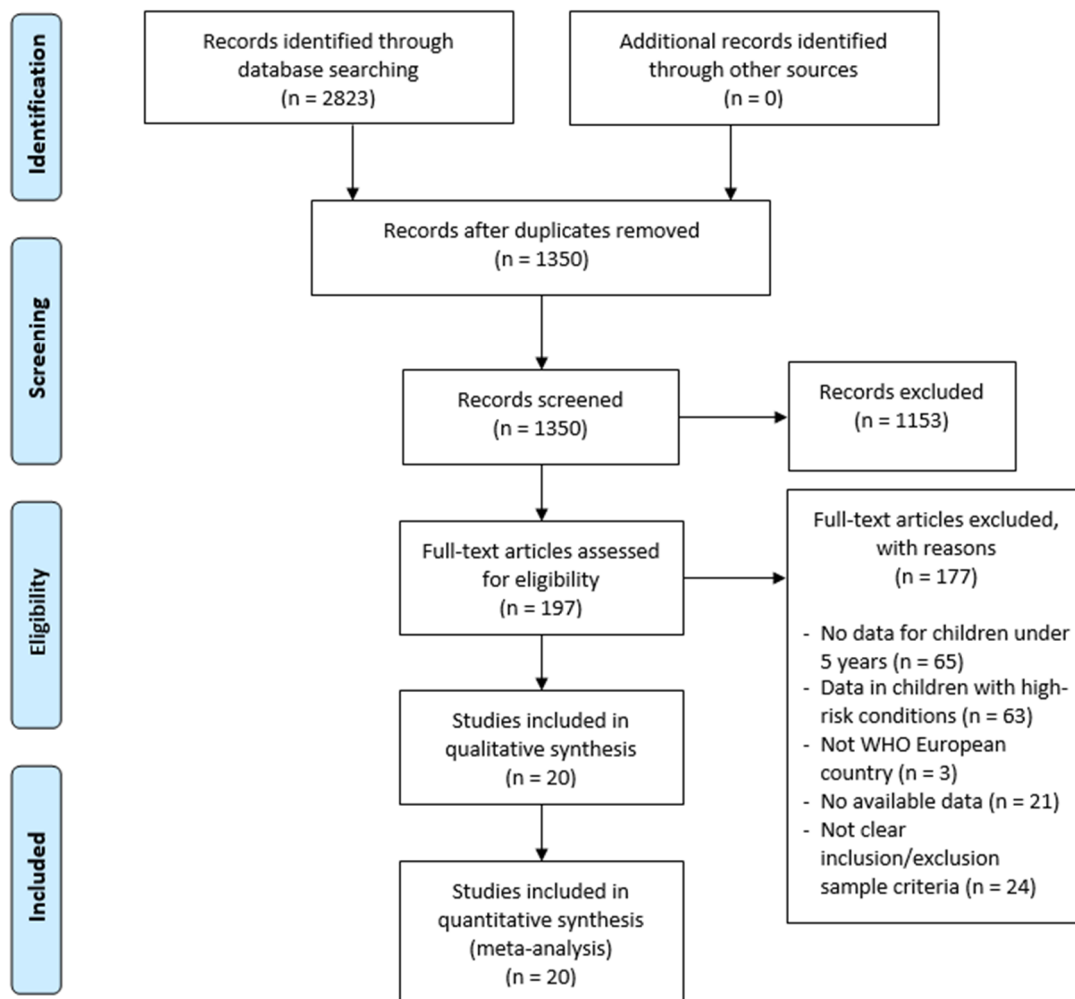 Identification
Records identified through
database searching
(n = 2823)
Additional records identified
through other sources
(n = 0)
Records after duplicates removed
(n = 1350)
Screening
Records screened
(n = 1350)
Records excluded
(n = 1153)
Eligibility
Full-text articles assessed
for eligibility
(n = 197)
Full-text articles excluded,
with reasons
(n = 177)
- No data for children under
5 years (n = 65)
- Data in children with high-
risk conditions (n = 63)
- Not WHO European
country (n = 3)
- No available data (n = 21)
- Not clear
inclusion/exclusion
sample criteria (n = 24)
Studies included in
qualitative synthesis
(n = 20)
Included
Studies included in
quantitative synthesis
(meta-analysis)
(n = 20)